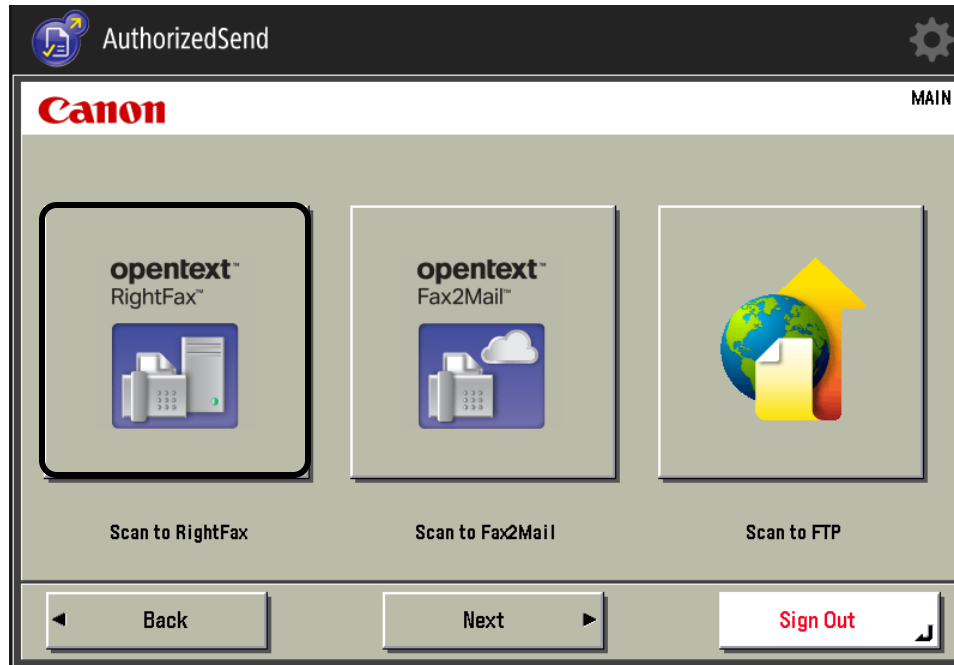 AuthorizedSend
Canon
MAIN
opentext™
RightFax™
opentext™
Fax2Mail™
Scan to RightFax
Scan to Fax2Mail
Scan to FTP
Back
Next
Sign Out